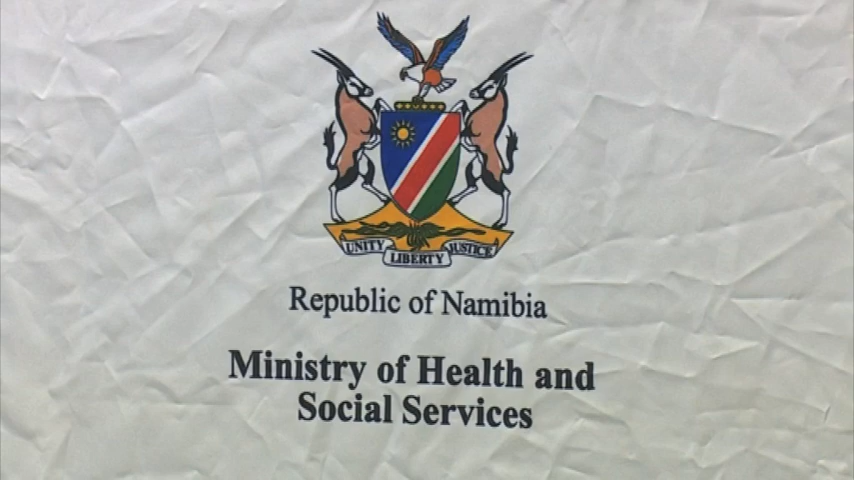 UNITY LIBERTY JUSTICE
Republic of Namibia
Ministry of Health and
Social Services